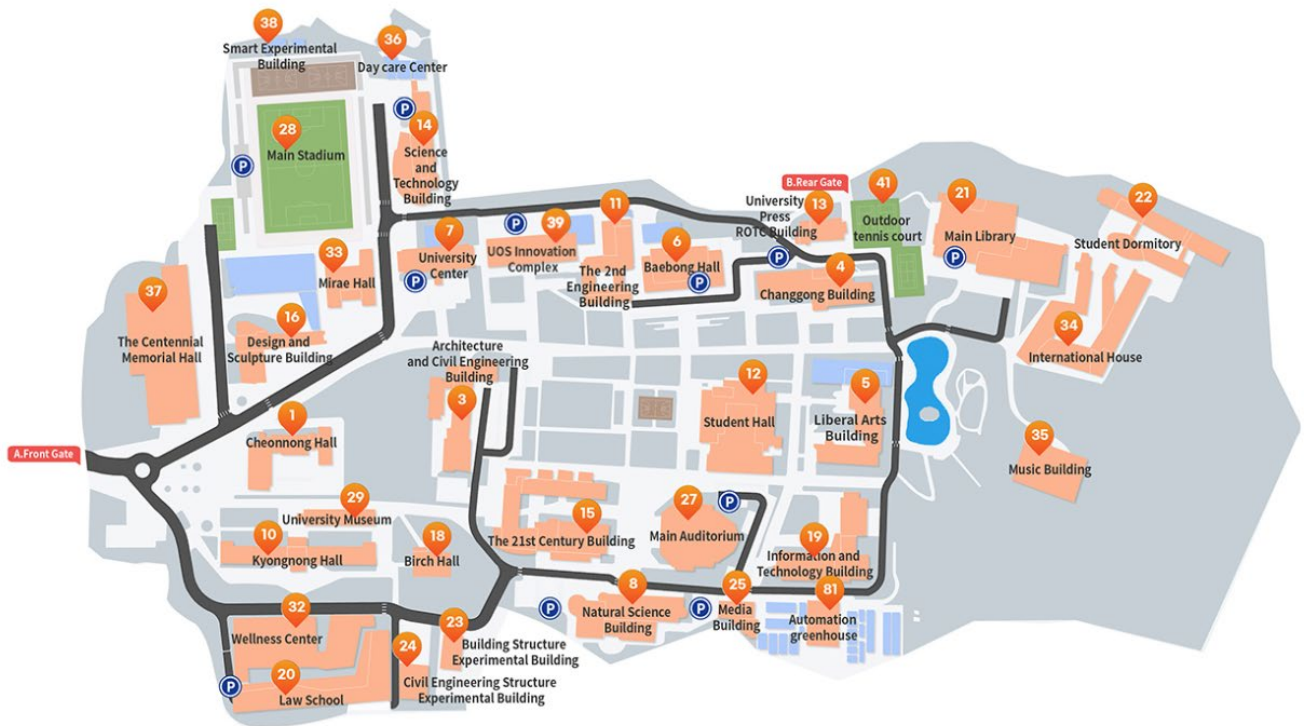 38
Smart Experimental
Building
36
Day care Center
P
28
Main Stadium
P
14
Science
and
Technology
Building
B.Rear Gate
13
University
Press
ROTC Building
41
Outdoor
tennis court
21
Main Library
P
22
Student Dormitory
7
University
Center
P
P
39
UOS Innovation
Complex
11
The 2nd
Engineering
Building
6
Baebong Hall
P
P
4
Changgong Building
33
Mirae Hall
37
The Centennial
Memorial Hall
16
Design and
Sculpture Building
34
International House
Architecture
and Civil Engineering
Building
3
12
Student Hall
5
Liberal Arts
Building
1
Cheonnong Hall
35
Music Building
A.Front Gate
29
University Museum
10
Kyongnong Hall
18
Birch Hall
15
The 21st Century Building
27
Main Auditorium
P
19
Information and
Technology Building
8
Natural Science
Building
P
P
25
Media
Building
81
Automation
greenhouse
32
Wellness Center
23
Building Structure
Experimental Building
24
Civil Engineering Structure
Experimental Building
20
Law School
P